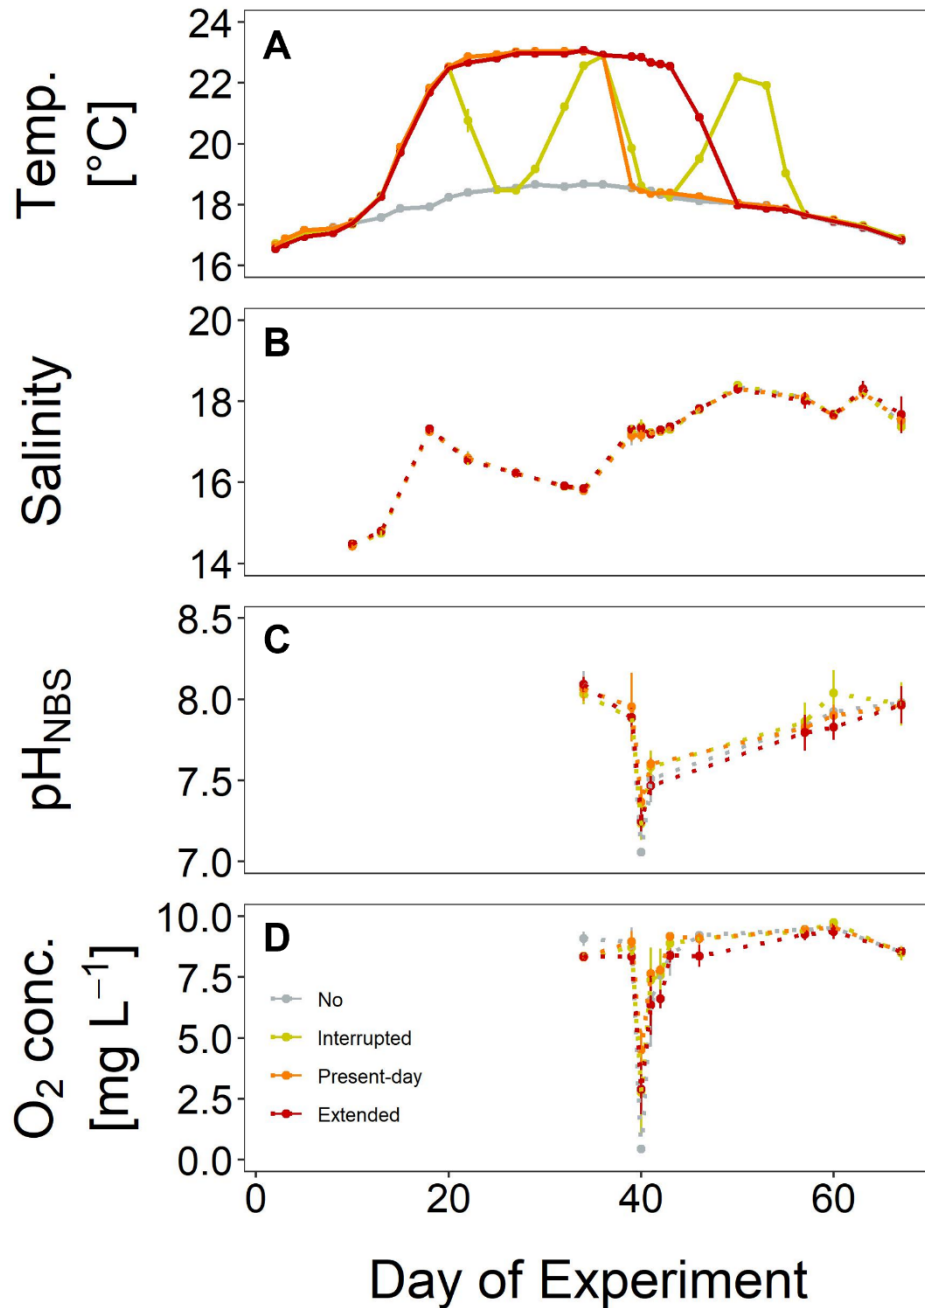 A
Temp.
[°C]
24
22
20
18
16
B
Salinity
20
18
16
14
C
pH_NBS
8.5
8.0
7.5
7.0
D
O₂ conc.
[mg L⁻¹]
10.0
7.5
5.0
2.5
0.0
No
Interrupted
Present-day
Extended
0 20 40 60
Day of Experiment